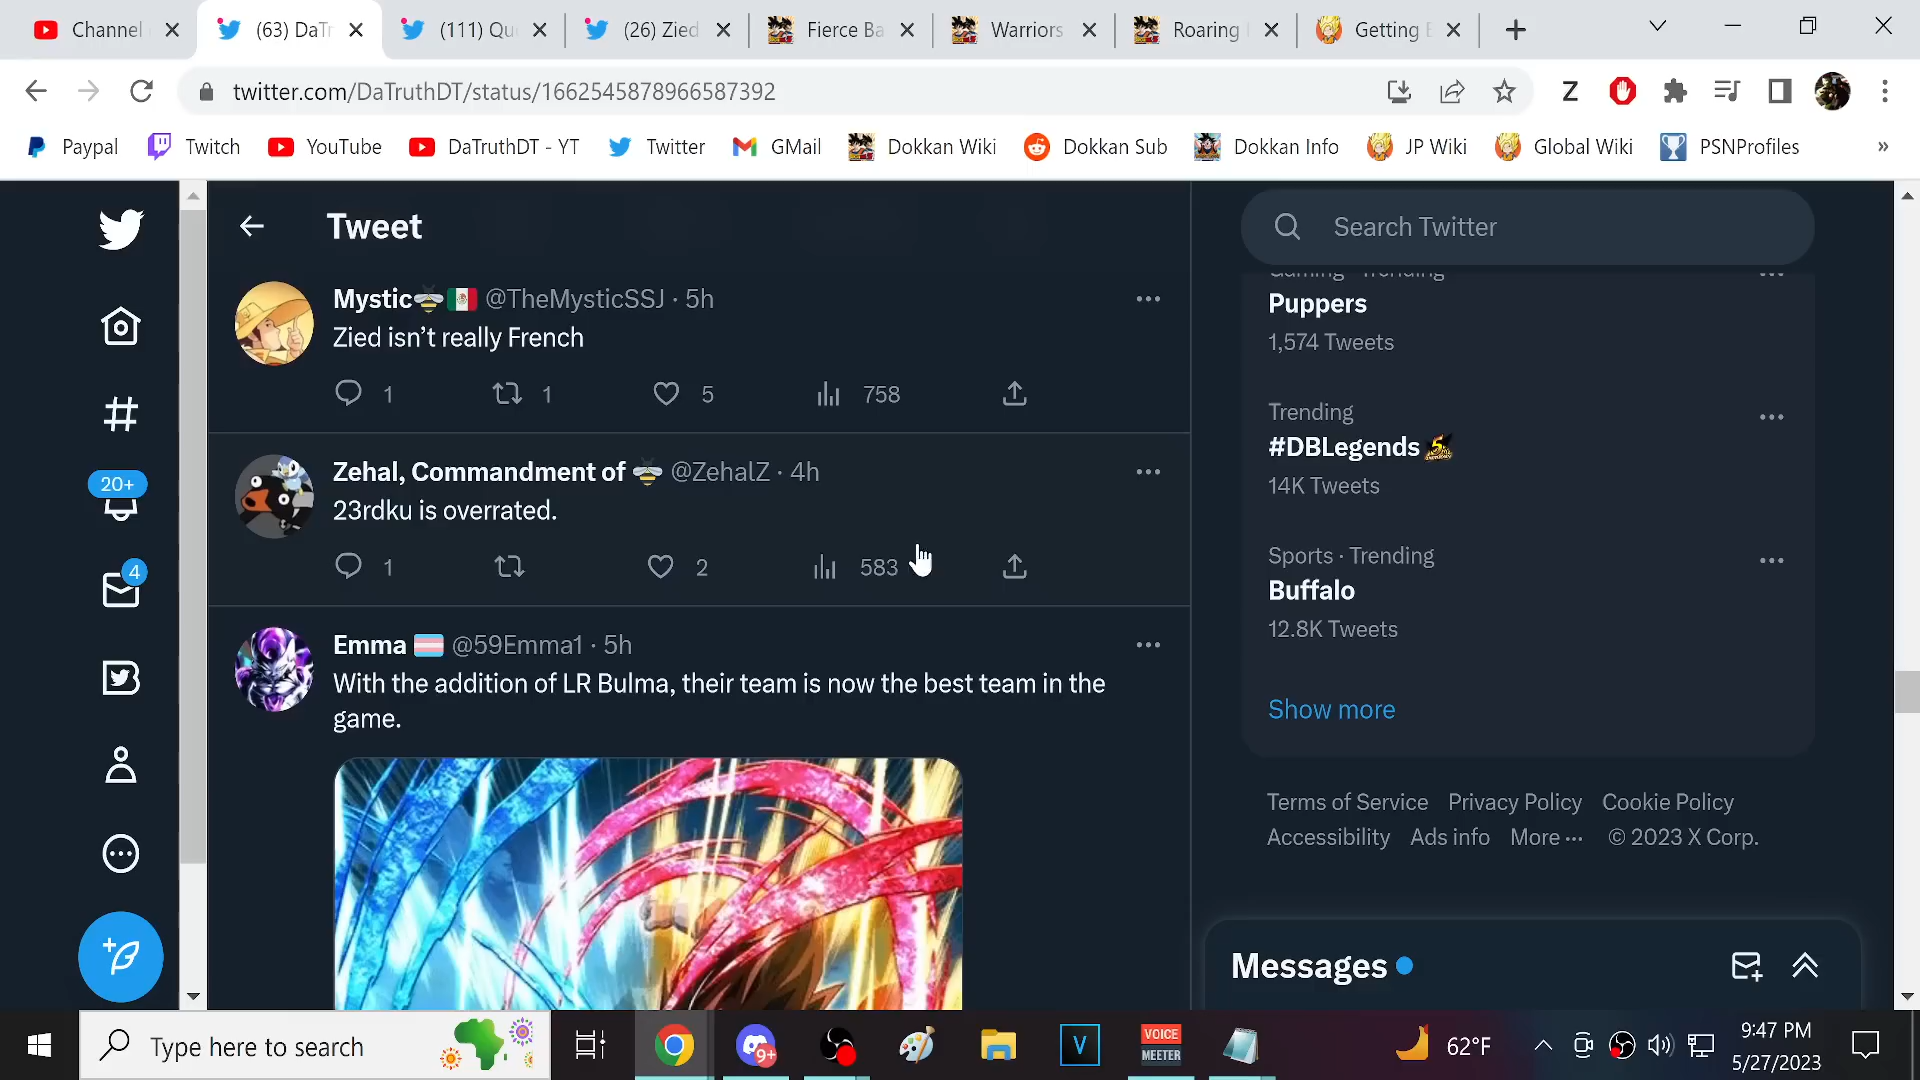 Channel
(63) DaTr
(111) Qu
(26) Zied
Fierce Ba
Warriors
Roaring
Getting
twitter.com/DaTruthDT/status/1662545878966587392
Z
Paypal
Twitch
YouTube
DaTruthDT - YT
Twitter
GMail
Dokkan Wiki
Dokkan Sub
Dokkan Info
JP Wiki
Global Wiki
PSNProfiles
»
Tweet
Search Twitter
Mystic @TheMysticSSJ · 5h
Zied isn’t really French
1
1
5
758
Zehal, Commandment of @ZehalZ · 4h
23rdku is overrated.
1
2
583
Emma @59Emma1 · 5h
With the addition of LR Bulma, their team is now the best team in the
game.
20+
4
Gaming · Trending
Puppers
1,574 Tweets
Trending
#DBLegends
14K Tweets
Sports · Trending
Buffalo
12.8K Tweets
Show more
Terms of Service Privacy Policy Cookie Policy
Accessibility Ads info More ··· © 2023 X Corp.
Messages
Type here to search
9+
V
VOICE
MEETER
62°F
9:47 PM
5/27/2023